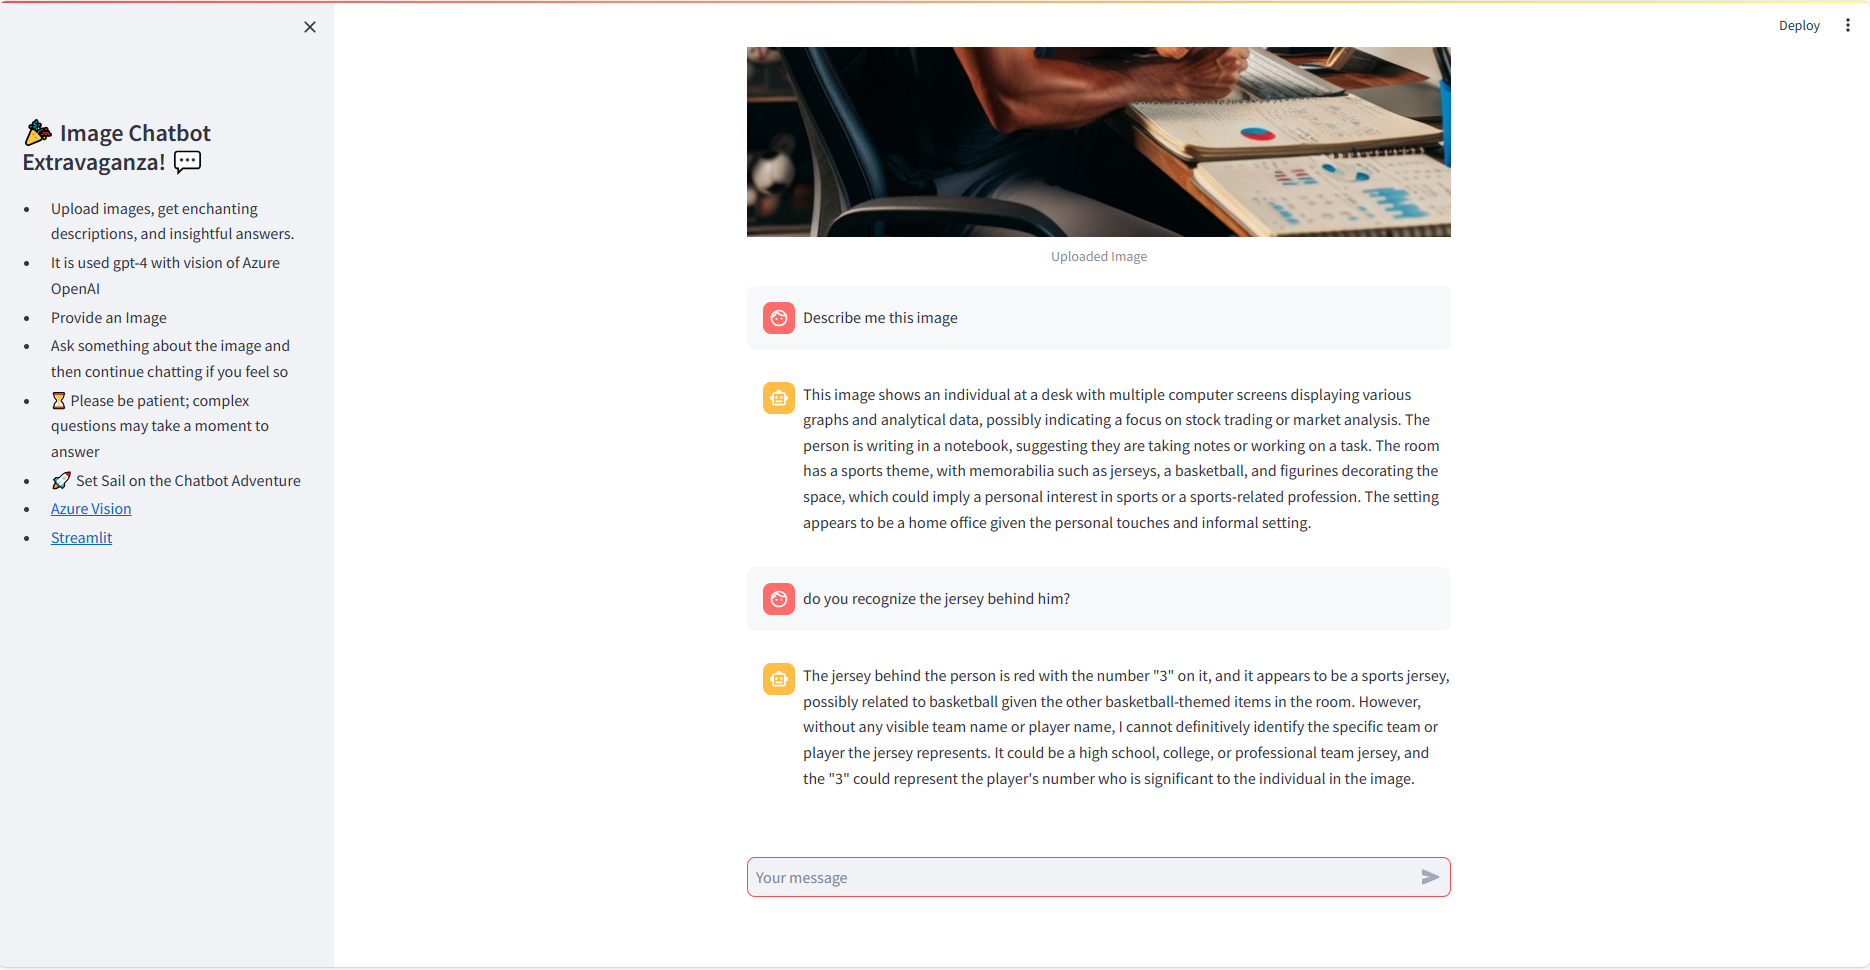 Deploy
🎉 Image Chatbot
Extravaganza! 💬
Upload images, get enchanting
descriptions, and insightful answers.
It is used gpt-4 with vision of Azure
OpenAI
Provide an Image
Ask something about the image and
then continue chatting if you feel so
⏳ Please be patient; complex
questions may take a moment to
answer
🚀 Set Sail on the Chatbot Adventure
Azure Vision
Streamlit
Uploaded Image
Describe me this image
This image shows an individual at a desk with multiple computer screens displaying various
graphs and analytical data, possibly indicating a focus on stock trading or market analysis. The
person is writing in a notebook, suggesting they are taking notes or working on a task. The room
has a sports theme, with memorabilia such as jerseys, a basketball, and figurines decorating the
space, which could imply a personal interest in sports or a sports-related profession. The setting
appears to be a home office given the personal touches and informal setting.
do you recognize the jersey behind him?
The jersey behind the person is red with the number "3" on it, and it appears to be a sports jersey,
possibly related to basketball given the other basketball-themed items in the room. However,
without any visible team name or player name, I cannot definitively identify the specific team or
player the jersey represents. It could be a high school, college, or professional team jersey, and
the "3" could represent the player's number who is significant to the individual in the image.
Your message